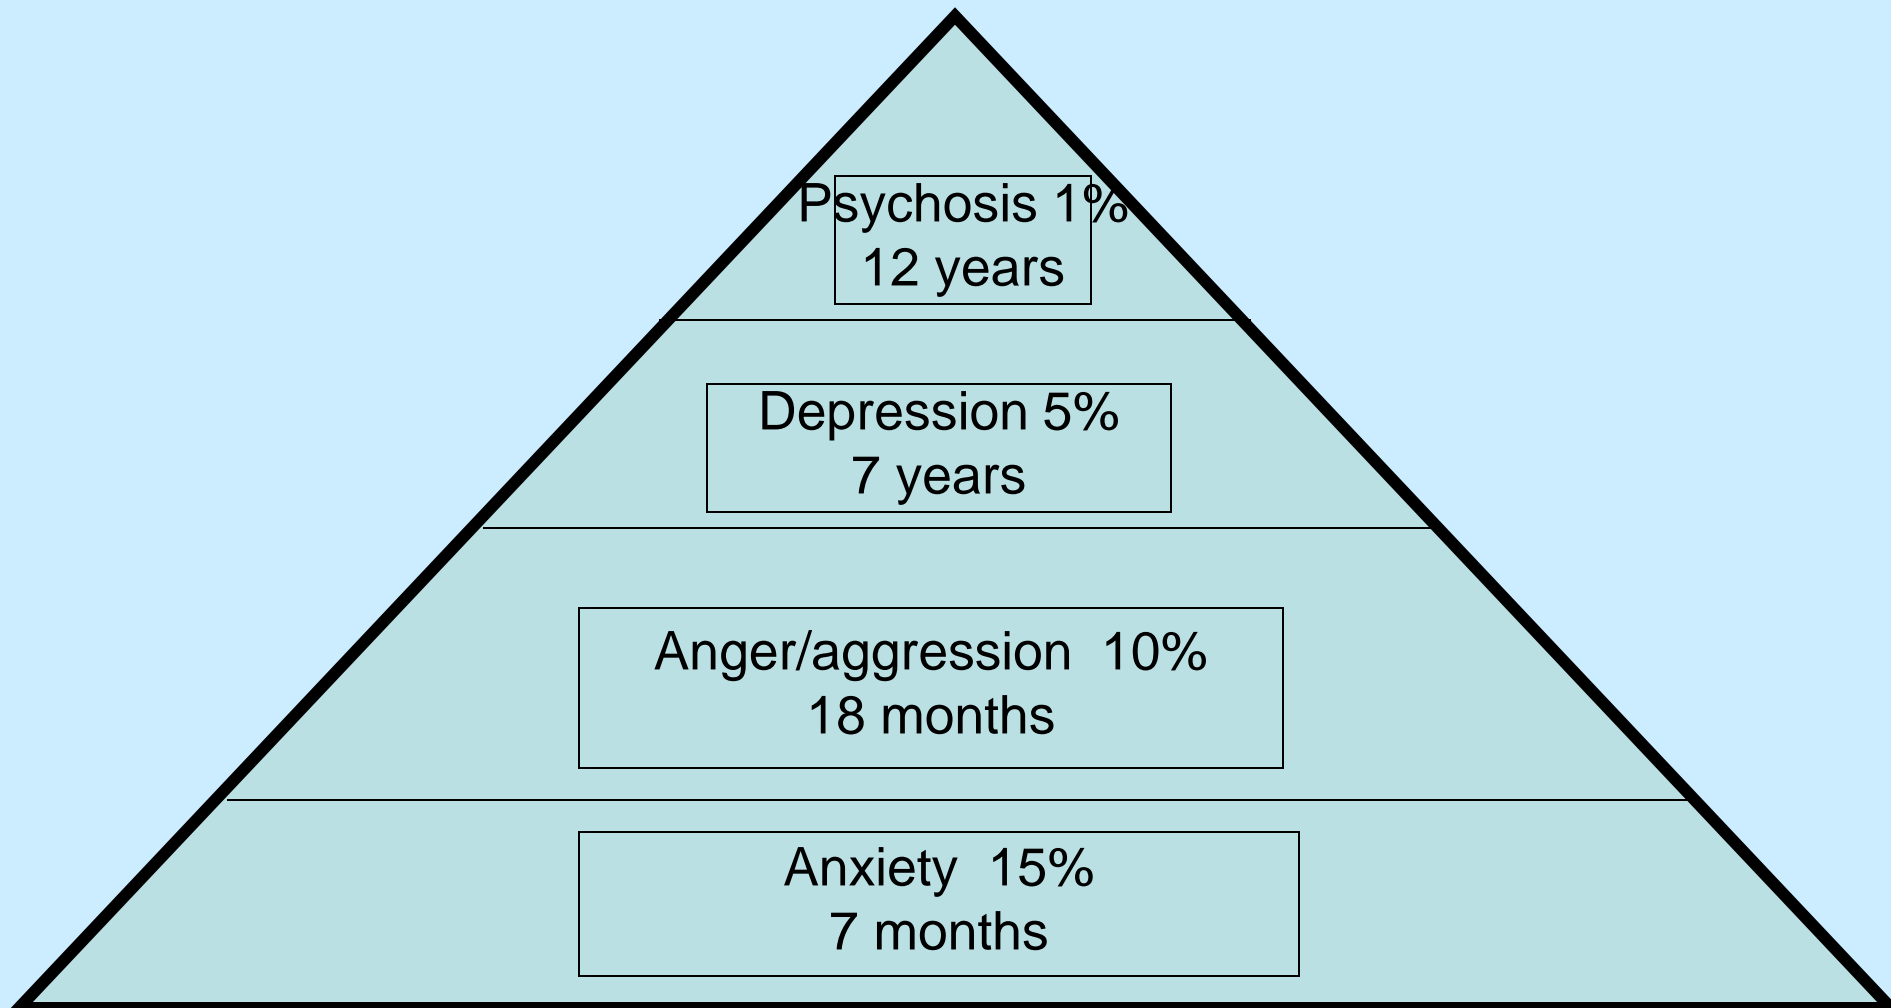 Psychosis 1%
12 years
Depression 5%
7 years
Anger/aggression  10%
18 months
Anxiety  15%
7 months